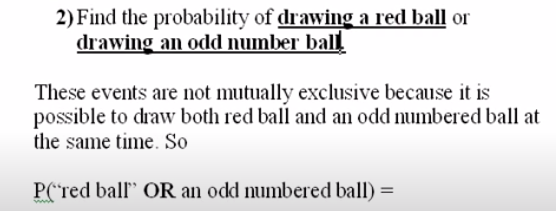 2) Find the probability of drawing a red ball or
drawing an odd number ball.
These events are not mutually exclusive because it is
possible to draw both red ball and an odd numbered ball at
the same time. So
P("red ball" OR an odd numbered ball) =